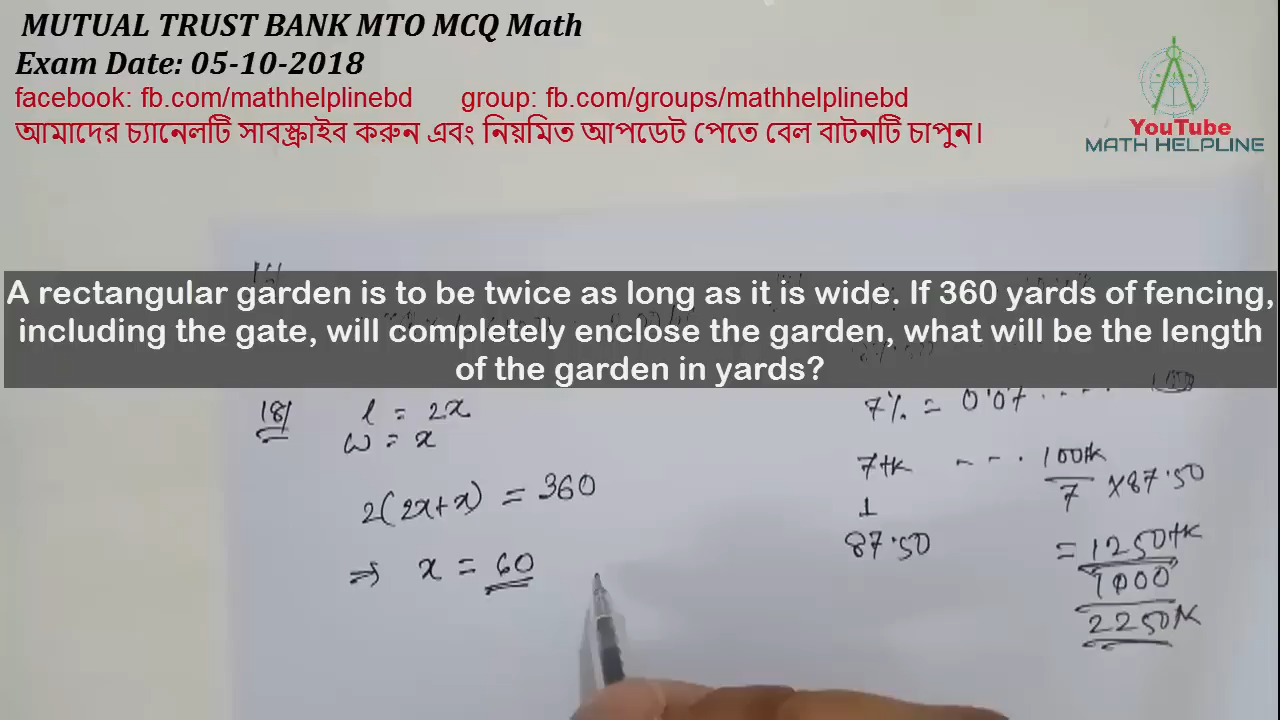 MUTUAL TRUST BANK MTO MCQ Math
Exam Date: 05-10-2018
facebook: fb.com/mathhelplinebd group: fb.com/groups/mathhelplinebd
আমাদের চ্যানেলটি সাবস্ক্রাইব করুন এবং নিয়মিত আপডেট পেতে বেল বাটনটি চাপুন।
YouTube
MATH HELPLINE
A rectangular garden is to be twice as long as it is wide. If 360 yards of fencing,
including the gate, will completely enclose the garden, what will be the length
of the garden in yards?
18/ l = 2x
w = x
2(2x+x) = 360
⇒ x = 60
7% = 0.07 ....
7tk --- 100tk
1
87.50
100tk/7 × 87.50
= 1250tk
1000
2250tk